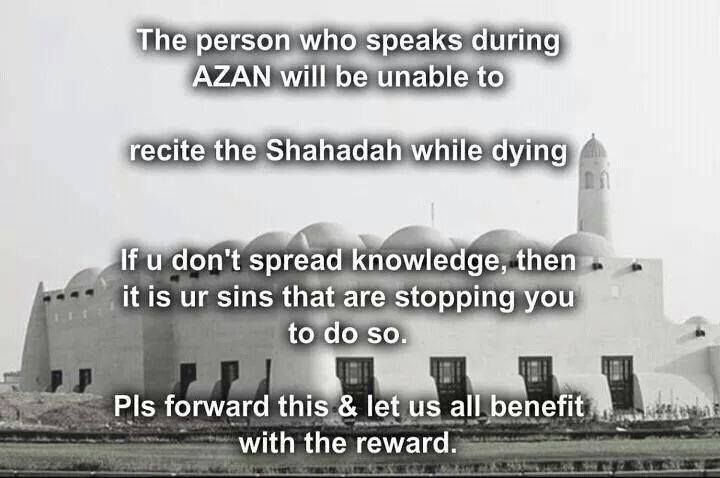 The person who speaks during
AZAN will be unable to
recite the Shahadah while dying
If u don't spread knowledge, then
it is ur sins that are stopping you
to do so.
Pls forward this & let us all benefit
with the reward.